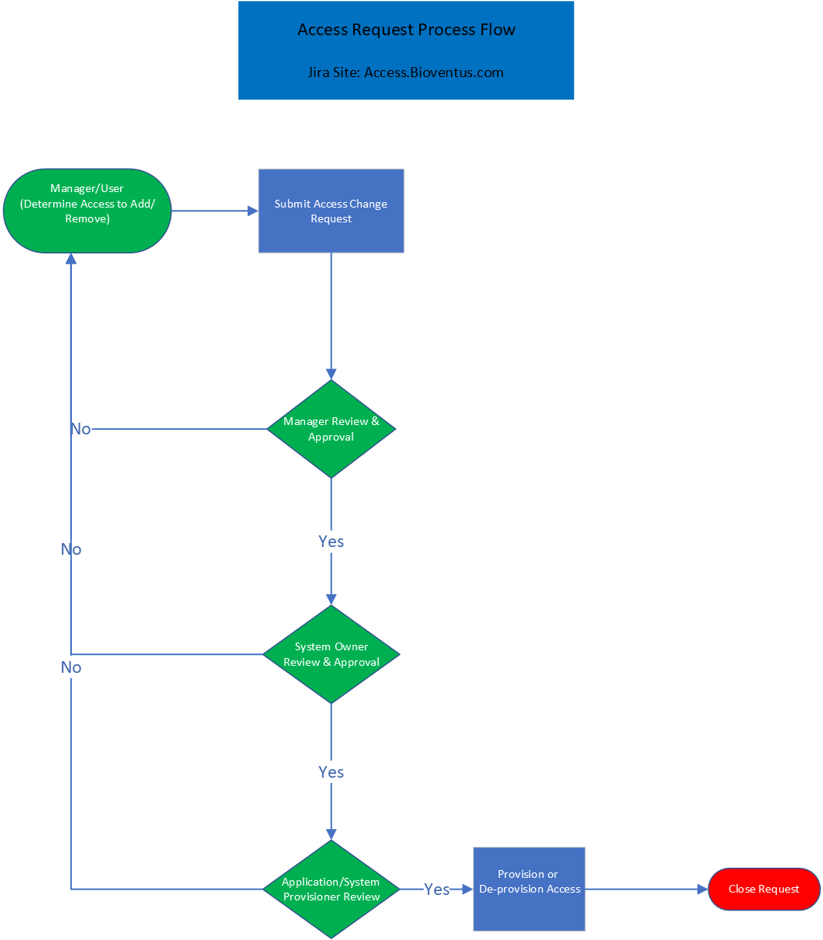 Access Request Process Flow
Jira Site: Access.Bioventus.com
Manager/User
(Determine Access to Add/
Remove)
Submit Access Change
Request
Manager Review &
Approval
No
Yes
No
System Owner
Review & Approval
No
Yes
Application/System
Provisioner Review
Yes
Provision or
De-provision Access
Close Request